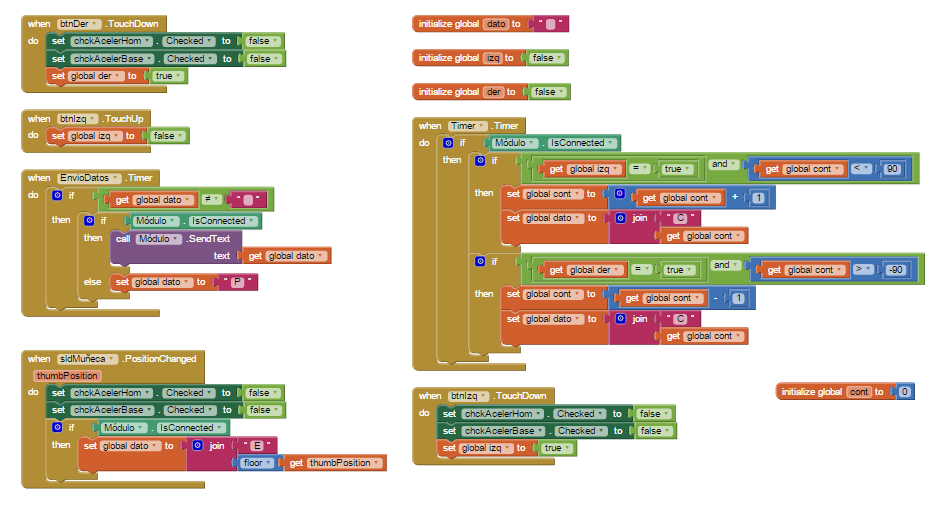 when btnDer .TouchDown
do set chckAcelerHom . Checked to false
set chckAcelerBase . Checked to false
set global der to true
when btnIzq .TouchUp
do set global izq to false
when EnvioDatos .Timer
do if get global dato ≠ " "
then if Módulo . IsConnected
then call Módulo .SendText
text get global dato
else set global dato to " P "
when sldMuñeca .PositionChanged
thumbPosition
do set chckAcelerHom . Checked to false
set chckAcelerBase . Checked to false
if Módulo . IsConnected
then set global dato to join " E "
floor get thumbPosition
initialize global dato to " "
initialize global izq to false
initialize global der to false
when Timer .Timer
do if Módulo . IsConnected
then if get global izq = true and get global cont < 90
then set global cont to get global cont + 1
set global dato to join " C "
get global cont
if get global der = true and get global cont > -90
then set global cont to get global cont - 1
set global dato to join " C "
get global cont
when btnIzq .TouchDown
do set chckAcelerHom . Checked to false
set chckAcelerBase . Checked to false
set global izq to true
initialize global cont to 0